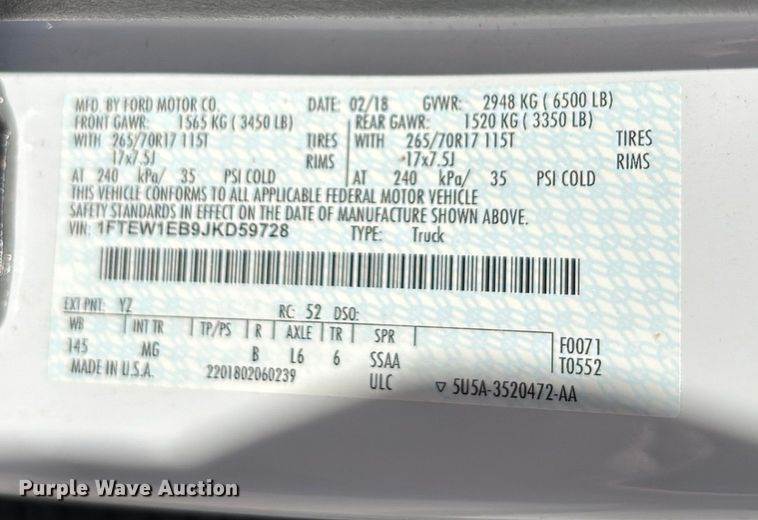 MFD. BY FORD MOTOR CO. DATE: 02/18 GVWR: 2948 KG ( 6500 LB)
FRONT GAWR: 1565 KG ( 3450 LB) REAR GAWR: 1520 KG ( 3350 LB)
WITH 265/70R17 115T TIRES WITH 265/70R17 115T TIRES
17x7.5J RIMS 17x7.5J RIMS
AT 240 kPa/ 35 PSI COLD AT 240 kPa/ 35 PSI COLD
THIS VEHICLE CONFORMS TO ALL APPLICABLE FEDERAL MOTOR VEHICLE
SAFETY STANDARDS IN EFFECT ON THE DATE OF MANUFACTURE SHOWN ABOVE.
VIN: 1FTEW1EB9JKD59728 TYPE: Truck
EXT PNT: YZ RC: 52 DSO:
WB INT TR TP/PS R AXLE TR SPR F0071
145 MG B L6 6 SSAA T0552
MADE IN U.S.A. 2201802060239 ULC ▽ 5U5A-3520472-AA
Purple Wave Auction